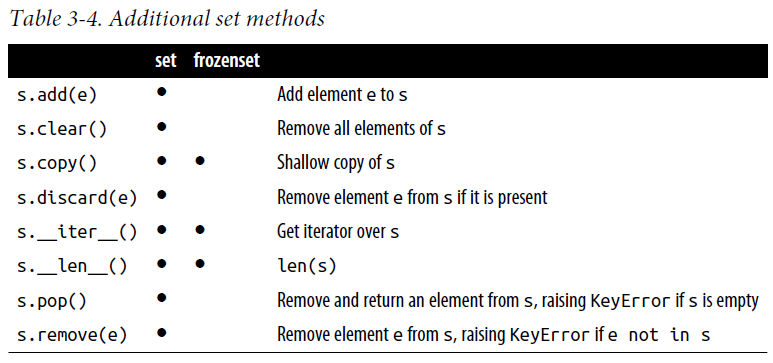 Table 3-4. Additional set methods
set frozenset
s.add(e) ● Add element e to s
s.clear() ● Remove all elements of s
s.copy() ● ● Shallow copy of s
s.discard(e) ● Remove element e from s if it is present
s.__iter__() ● ● Get iterator over s
s.__len__() ● ● len(s)
s.pop() ● Remove and return an element from s, raising KeyError if s is empty
s.remove(e) ● Remove element e from s, raising KeyError if e not in s